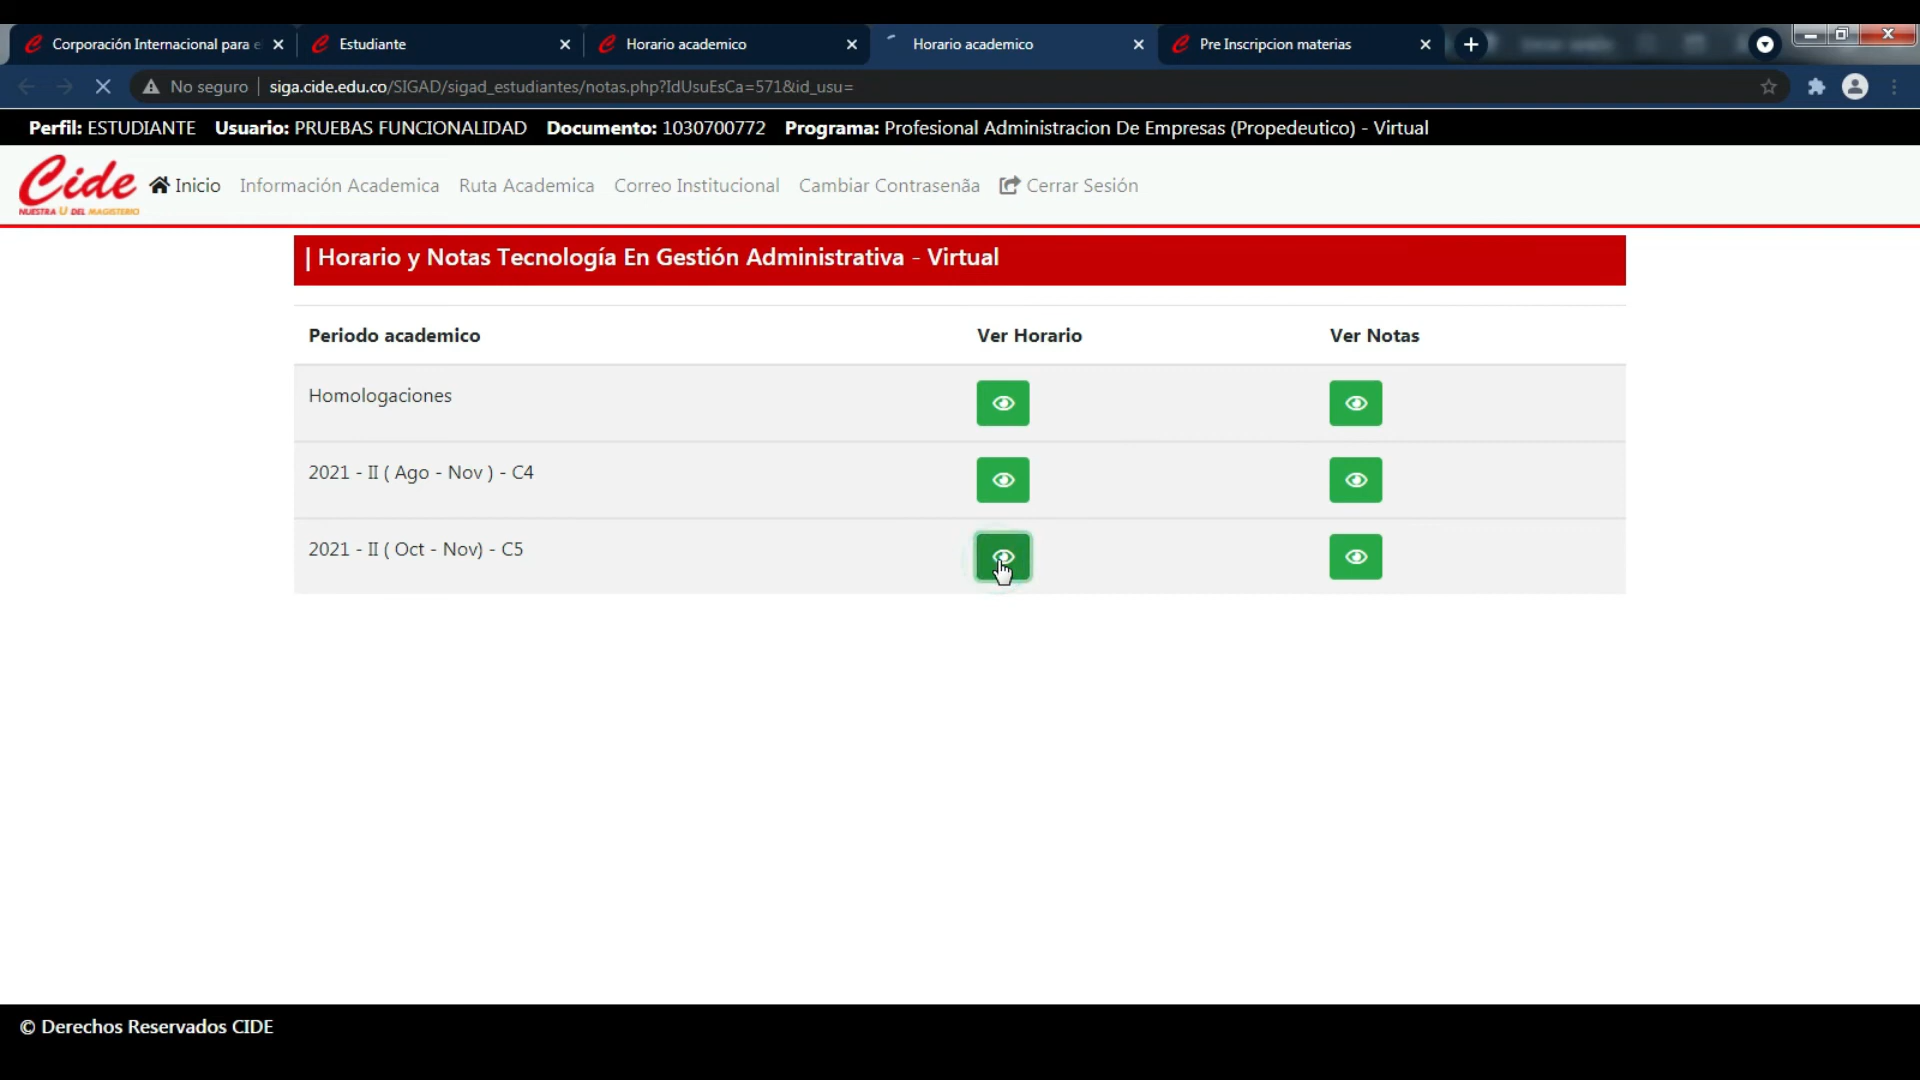 Corporación Internacional para e
Estudiante
Horario academico
Horario academico
Pre Inscripcion materias
No seguro
siga.cide.edu.co/SIGAD/sigad_estudiantes/notas.php?IdUsuEsCa=571&id_usu=
Perfil: ESTUDIANTE Usuario: PRUEBAS FUNCIONALIDAD Documento: 1030700772 Programa: Profesional Administracion De Empresas (Propedeutico) - Virtual
Cide
NUESTRA U DEL MAGISTERIO
Inicio Información Academica Ruta Academica Correo Institucional Cambiar Contrasenãa Cerrar Sesión
| Horario y Notas Tecnología En Gestión Administrativa - Virtual
Periodo academico Ver Horario Ver Notas
Homologaciones
2021 - II ( Ago - Nov ) - C4
2021 - II ( Oct - Nov) - C5
© Derechos Reservados CIDE